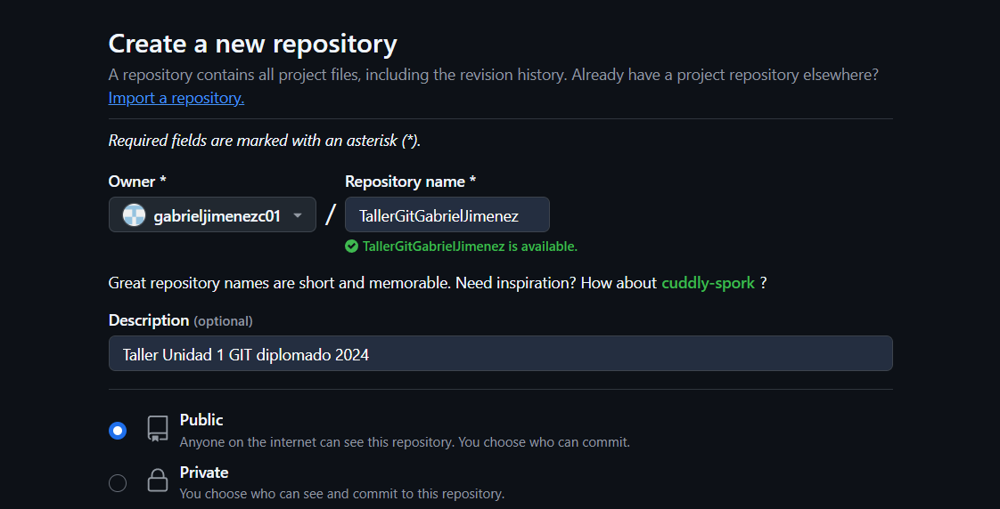 Create a new repository
A repository contains all project files, including the revision history. Already have a project repository elsewhere?
Import a repository.
Required fields are marked with an asterisk (*).
Owner * Repository name *
gabrieljimenezc01 / TallerGitGabrielJimenez
TallerGitGabrielJimenez is available.
Great repository names are short and memorable. Need inspiration? How about cuddly-spork ?
Description (optional)
Taller Unidad 1 GIT diplomado 2024
Public
Anyone on the internet can see this repository. You choose who can commit.
Private
You choose who can see and commit to this repository.